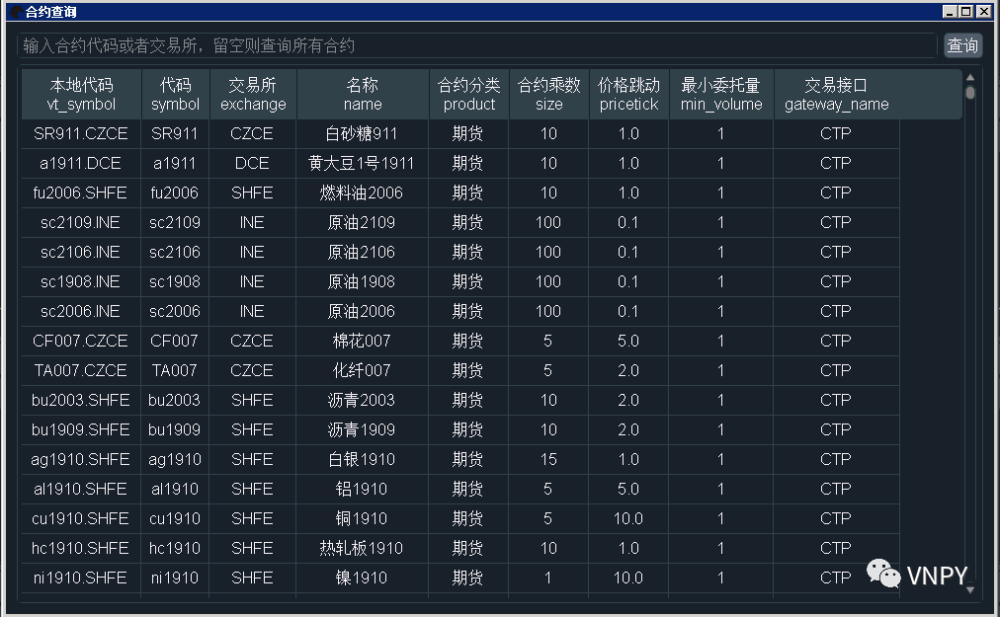 合约查询
输入合约代码或者交易所，留空则查询所有合约
查询
本地代码 代码 交易所 名称 合约分类 合约乘数 价格跳动 最小委托量 交易接口
vt_symbol symbol exchange name product size pricetick min_volume gateway_name
SR911.CZCE SR911 CZCE 白砂糖911 期货 10 1.0 1 CTP
a1911.DCE a1911 DCE 黄大豆1号1911 期货 10 1.0 1 CTP
fu2006.SHFE fu2006 SHFE 燃料油2006 期货 10 1.0 1 CTP
sc2109.INE sc2109 INE 原油2109 期货 100 0.1 1 CTP
sc2106.INE sc2106 INE 原油2106 期货 100 0.1 1 CTP
sc1908.INE sc1908 INE 原油1908 期货 100 0.1 1 CTP
sc2006.INE sc2006 INE 原油2006 期货 100 0.1 1 CTP
CF007.CZCE CF007 CZCE 棉花007 期货 5 5.0 1 CTP
TA007.CZCE TA007 CZCE 化纤007 期货 5 2.0 1 CTP
bu2003.SHFE bu2003 SHFE 沥青2003 期货 10 2.0 1 CTP
bu1909.SHFE bu1909 SHFE 沥青1909 期货 10 2.0 1 CTP
ag1910.SHFE ag1910 SHFE 白银1910 期货 15 1.0 1 CTP
al1910.SHFE al1910 SHFE 铝1910 期货 5 5.0 1 CTP
cu1910.SHFE cu1910 SHFE 铜1910 期货 5 10.0 1 CTP
hc1910.SHFE hc1910 SHFE 热轧板1910 期货 10 1.0 1 CTP
ni1910.SHFE ni1910 SHFE 镍1910 期货 1 10.0 1 CTP
VNPY